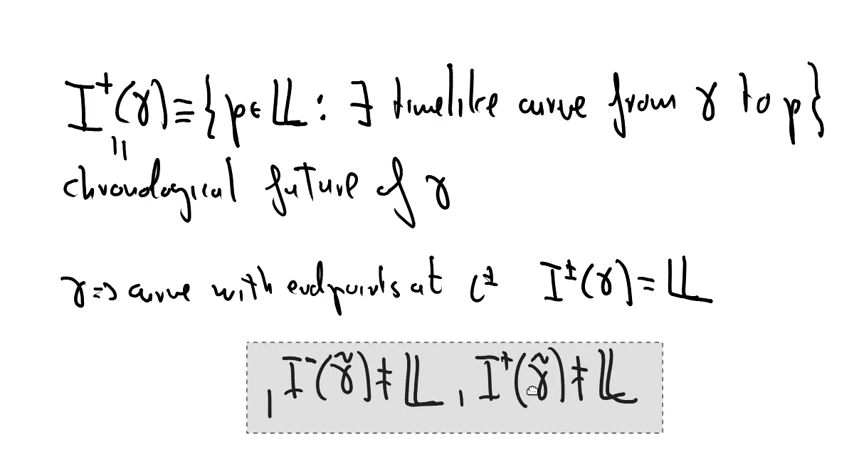 I⁺(γ) ≡ {p ∈ 𝕃 : ∃ timelike curve from γ to p}
||
chronological future of γ
γ => curve with endpoints at i^± I^±(γ) = 𝕃
, I⁻(γ̃) ≠ 𝕃 , I⁺(γ̃) ≠ 𝕃